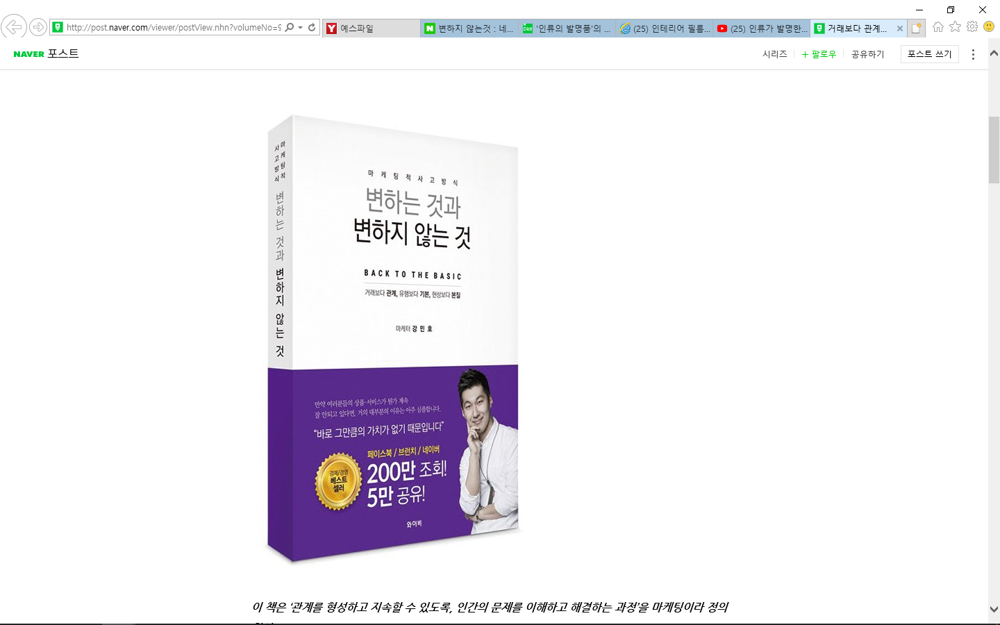 http://post.naver.com/viewer/postView.nhn?volumeNo=9
예스파일
변하지 않는것 : 네...
'인류의 발명품'의 ...
(25) 인테리어 필름...
(25) 인류가 발명한...
거래보다 관계...
NAVER 포스트
시리즈
+ 팔로우
공유하기
포스트 쓰기
마케팅적
사고방식
변하는 것과 변하지 않는 것
마케팅적사고방식
변하는 것과
변하지 않는 것
BACK TO THE BASIC
거래보다 관계, 유행보다 기본, 현상보다 본질
마케터 강민호
만약 여러분들의 상품·서비스가 뭔가 계속
잘 안되고 있다면, 거의 대부분의 이유는 아주 심플합니다.
“바로 그만큼의 가치가 없기 때문입니다”
경제/경영
베스트
셀러
페이스북 / 브런치 / 네이버
200만 조회!
5만 공유!
와이비
이 책은 '관계를 형성하고 지속할 수 있도록, 인간의 문제를 이해하고 해결하는 과정'을 마케팅이라 정의